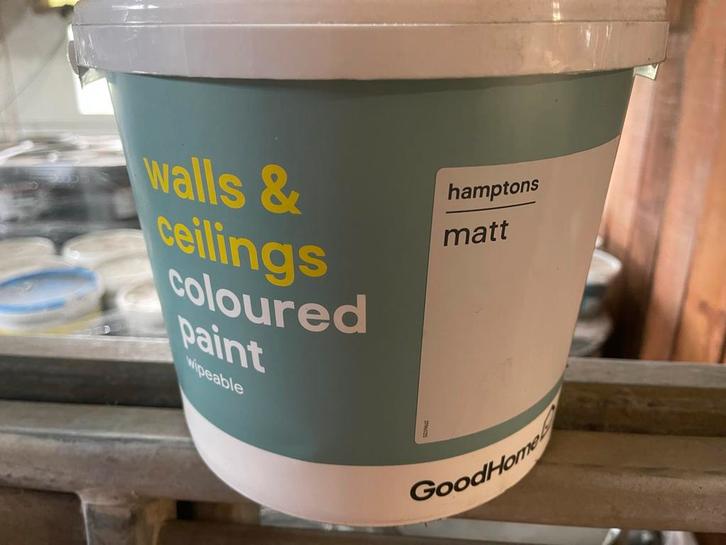 walls &
ceilings
coloured
paint
wipeable
hamptons
matt
GoodHome